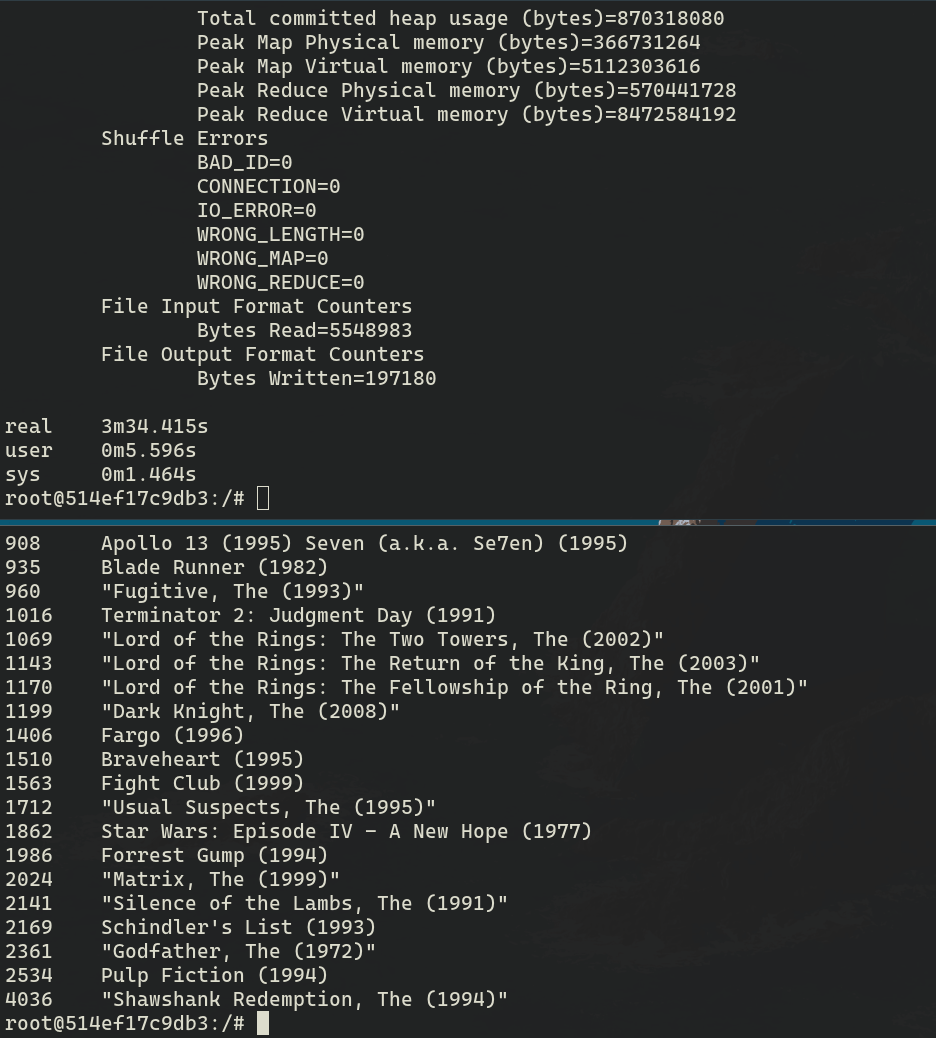 Total committed heap usage (bytes)=870318080
Peak Map Physical memory (bytes)=366731264
Peak Map Virtual memory (bytes)=5112303616
Peak Reduce Physical memory (bytes)=570441728
Peak Reduce Virtual memory (bytes)=8472584192
Shuffle Errors
BAD_ID=0
CONNECTION=0
IO_ERROR=0
WRONG_LENGTH=0
WRONG_MAP=0
WRONG_REDUCE=0
File Input Format Counters
Bytes Read=5548983
File Output Format Counters
Bytes Written=197180
real 3m34.415s
user 0m5.596s
sys 0m1.464s
root@514ef17c9db3:/#
908 Apollo 13 (1995) Seven (a.k.a. Se7en) (1995)
935 Blade Runner (1982)
960 "Fugitive, The (1993)"
1016 Terminator 2: Judgment Day (1991)
1069 "Lord of the Rings: The Two Towers, The (2002)"
1143 "Lord of the Rings: The Return of the King, The (2003)"
1170 "Lord of the Rings: The Fellowship of the Ring, The (2001)"
1199 "Dark Knight, The (2008)"
1406 Fargo (1996)
1510 Braveheart (1995)
1563 Fight Club (1999)
1712 "Usual Suspects, The (1995)"
1862 Star Wars: Episode IV - A New Hope (1977)
1986 Forrest Gump (1994)
2024 "Matrix, The (1999)"
2141 "Silence of the Lambs, The (1991)"
2169 Schindler's List (1993)
2361 "Godfather, The (1972)"
2534 Pulp Fiction (1994)
4036 "Shawshank Redemption, The (1994)"
root@514ef17c9db3:/#